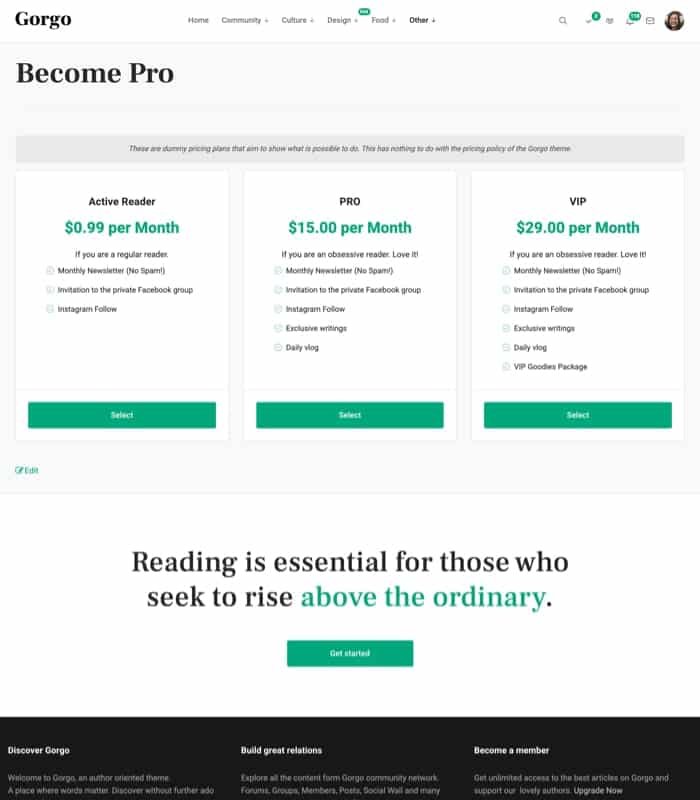 Gorgo
Home Community Culture Design Food Other
Become Pro
These are dummy pricing plans that aim to show what is possible to do. This has nothing to do with the pricing policy of the Gorgo theme.
Active Reader
$0.99 per Month
If you are a regular reader.
Monthly Newsletter (No Spam!)
Invitation to the private Facebook group
Instagram Follow
Select
PRO
$15.00 per Month
If you are an obsessive reader. Love it!
Monthly Newsletter (No Spam!)
Invitation to the private Facebook group
Instagram Follow
Exclusive writings
Daily vlog
Select
VIP
$29.00 per Month
If you are an obsessive reader. Love it!
Monthly Newsletter (No Spam!)
Invitation to the private Facebook group
Instagram Follow
Exclusive writings
Daily vlog
VIP Goodies Package
Select
Edit
Reading is essential for those who
seek to rise above the ordinary.
Get started
Discover Gorgo
Welcome to Gorgo, an author oriented theme.
A place where words matter. Discover without further ado
Build great relations
Explore all the content form Gorgo community network.
Forums, Groups, Members, Posts, Social Wall and many
Become a member
Get unlimited access to the best articles on Gorgo and
support our lovely authors. Upgrade Now